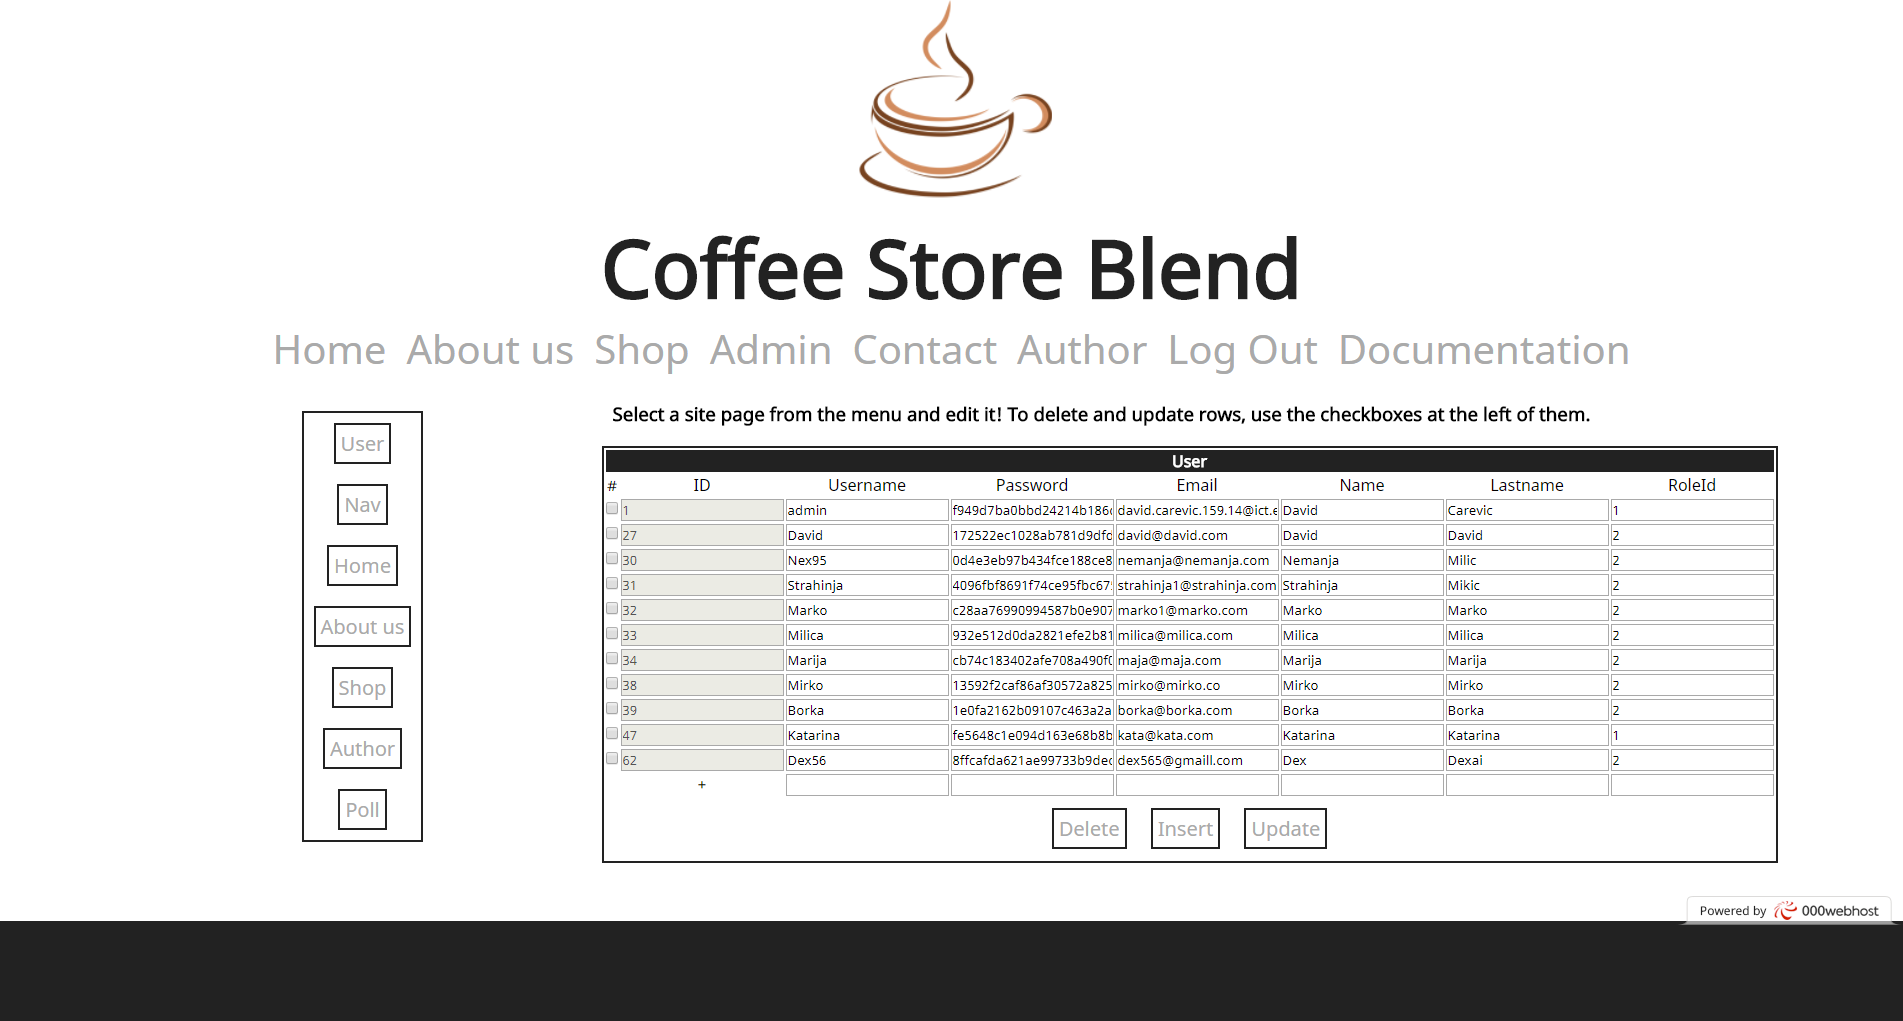 Coffee Store Blend
Home About us Shop Admin Contact Author Log Out Documentation
Select a site page from the menu and edit it! To delete and update rows, use the checkboxes at the left of them.
User
Nav
Home
About us
Shop
Author
Poll
User
# ID Username Password Email Name Lastname RoleId
1 admin f949d7ba0bbd24214b186 david.carevic.159.14@ict.e David Carevic 1
27 David 172522ec1028ab781d9dfd david@david.com David David 2
30 Nex95 0d4e3eb97b434fce188ce8 nemanja@nemanja.com Nemanja Milic 2
31 Strahinja 4096fbf8691f74ce95fbc67 strahinja1@strahinja.com Strahinja Mikic 2
32 Marko c28aa76990994587b0e907 marko1@marko.com Marko Marko 2
33 Milica 932e512d0da2821efe2b81 milica@milica.com Milica Milica 2
34 Marija cb74c183402afe708a490f maja@maja.com Marija Marija 2
38 Mirko 13592f2caf86af30572a825 mirko@mirko.co Mirko Mirko 2
39 Borka 1e0fa2162b09107c463a2a borka@borka.com Borka Borka 2
47 Katarina fe5648c1e094d163e68b8b kata@kata.com Katarina Katarina 1
62 Dex56 8ffcafda621ae99733b9de dex565@gmaill.com Dex Dexai 2
+
Delete Insert Update
Powered by 000webhost